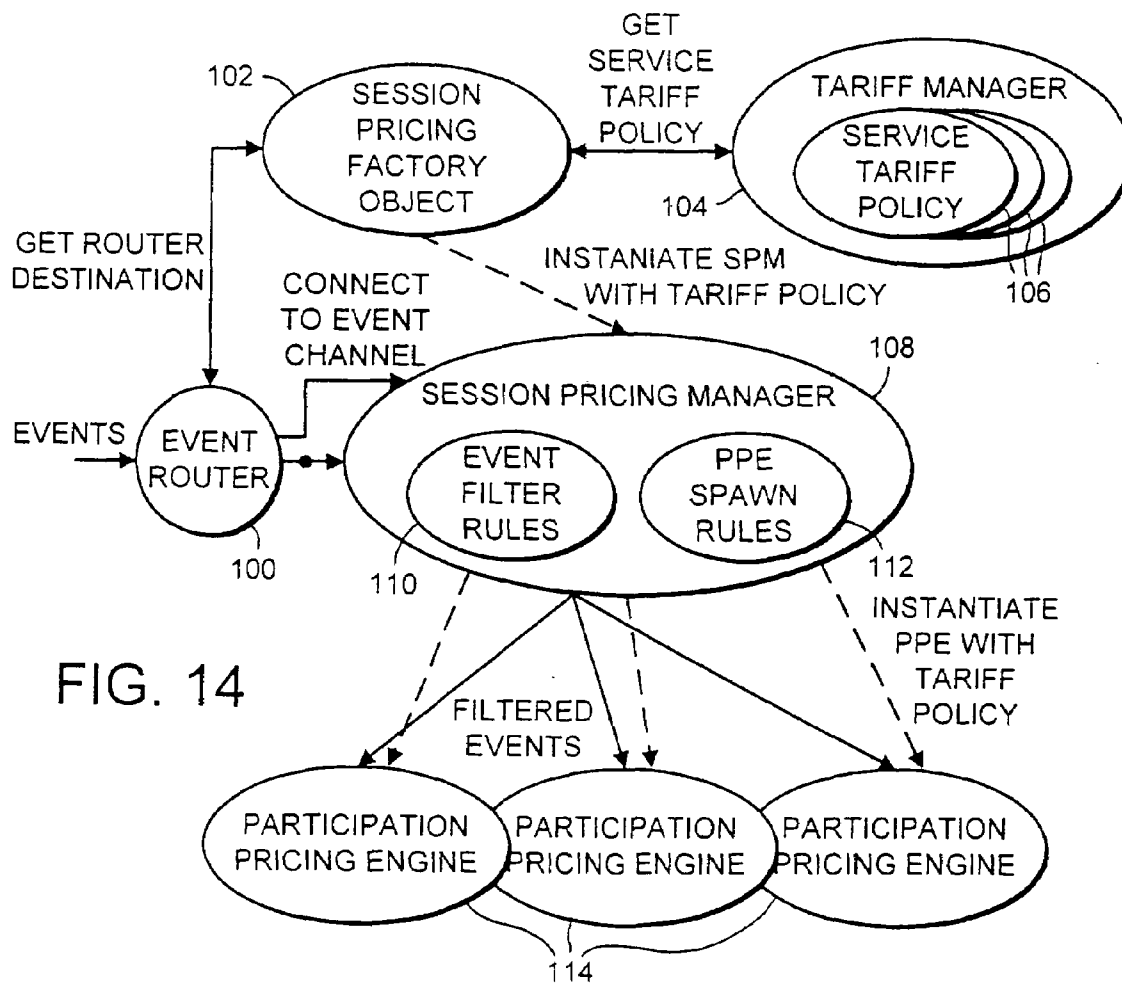 102
SESSION
PRICING
FACTORY
OBJECT
GET
SERVICE
TARIFF
POLICY
TARIFF MANAGER
SERVICE
TARIFF
POLICY
104
106
GET ROUTER
DESTINATION
INSTANIATE SPM
WITH TARIFF POLICY
CONNECT
TO EVENT
CHANNEL
108
SESSION PRICING MANAGER
EVENTS
EVENT
ROUTER
100
EVENT
FILTER
RULES
110
PPE
SPAWN
RULES
112
INSTANTIATE
PPE WITH
TARIFF
POLICY
FIG. 14
FILTERED
EVENTS
PARTICIPATION
PRICING ENGINE
PARTICIPATION
PRICING ENGINE
PARTICIPATION
PRICING ENGINE
114